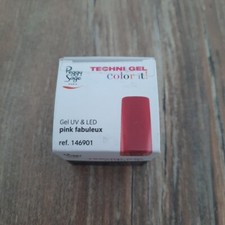 Peggy
Sage
TECHNI GEL
color it!
Gel UV & LED
pink fabuleux
ref. 146901